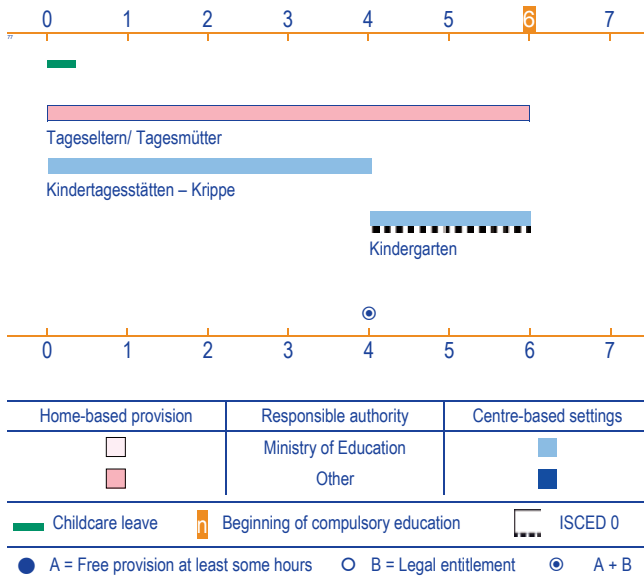 0 1 2 3 4 5 6 7
77
Tageseltern/ Tagesmütter
Kindertagesstätten – Krippe
Kindergarten
0 1 2 3 4 5 6 7
Home-based provision Responsible authority Centre-based settings
Ministry of Education
Other
Childcare leave n Beginning of compulsory education ISCED 0
A = Free provision at least some hours B = Legal entitlement A + B